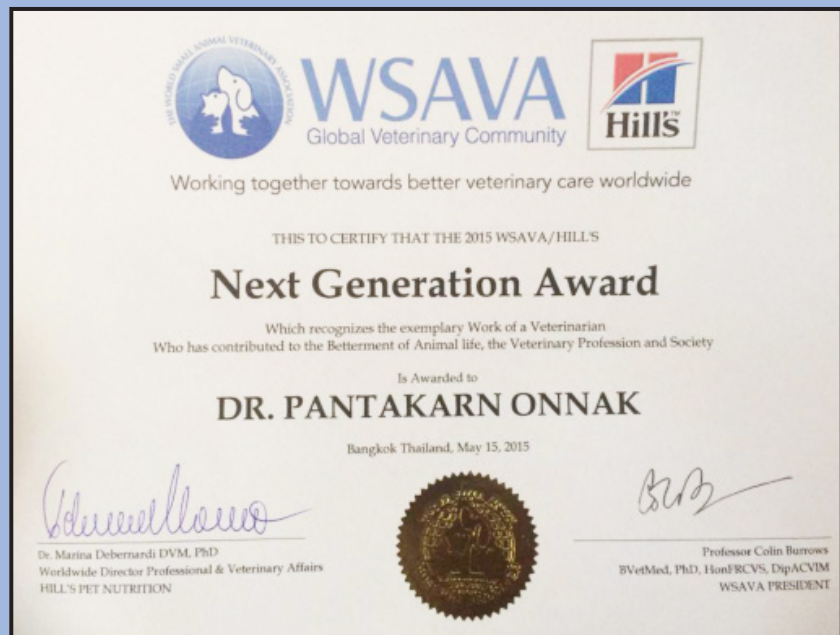 THE WORLD SMALL ANIMAL VETERINARY ASSOCIATION
WSAVA
Global Veterinary Community
Hill's™
Working together towards better veterinary care worldwide
THIS TO CERTIFY THAT THE 2015 WSAVA/HILL'S
Next Generation Award
Which recognizes the exemplary Work of a Veterinarian
Who has contributed to the Betterment of Animal life, the Veterinary Profession and Society
Is Awarded to
DR. PANTAKARN ONNAK
Bangkok Thailand, May 15, 2015
Dr. Marina Debernardi DVM, PhD
Worldwide Director Professional & Veterinary Affairs
HILL'S PET NUTRITION
Professor Colin Burrows
BVetMed, PhD, HonFRCVS, DipACVIM
WSAVA PRESIDENT